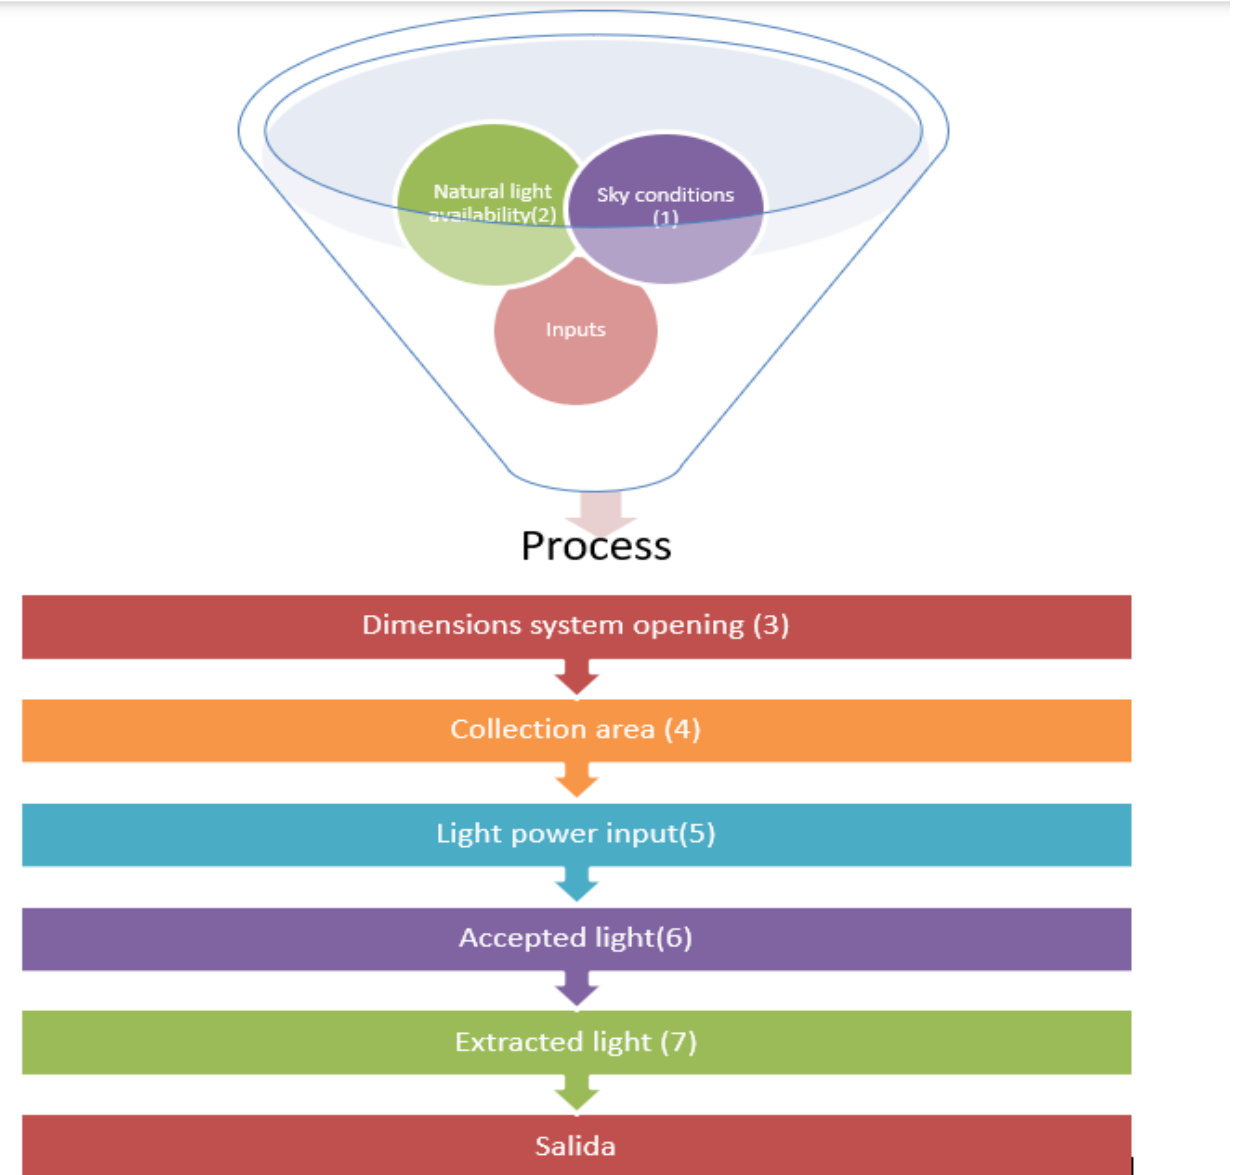 Natural light
availability(2)
Sky conditions
(1)
Inputs
Process
Dimensions system opening (3)
Collection area (4)
Light power input(5)
Accepted light(6)
Extracted light (7)
Salida